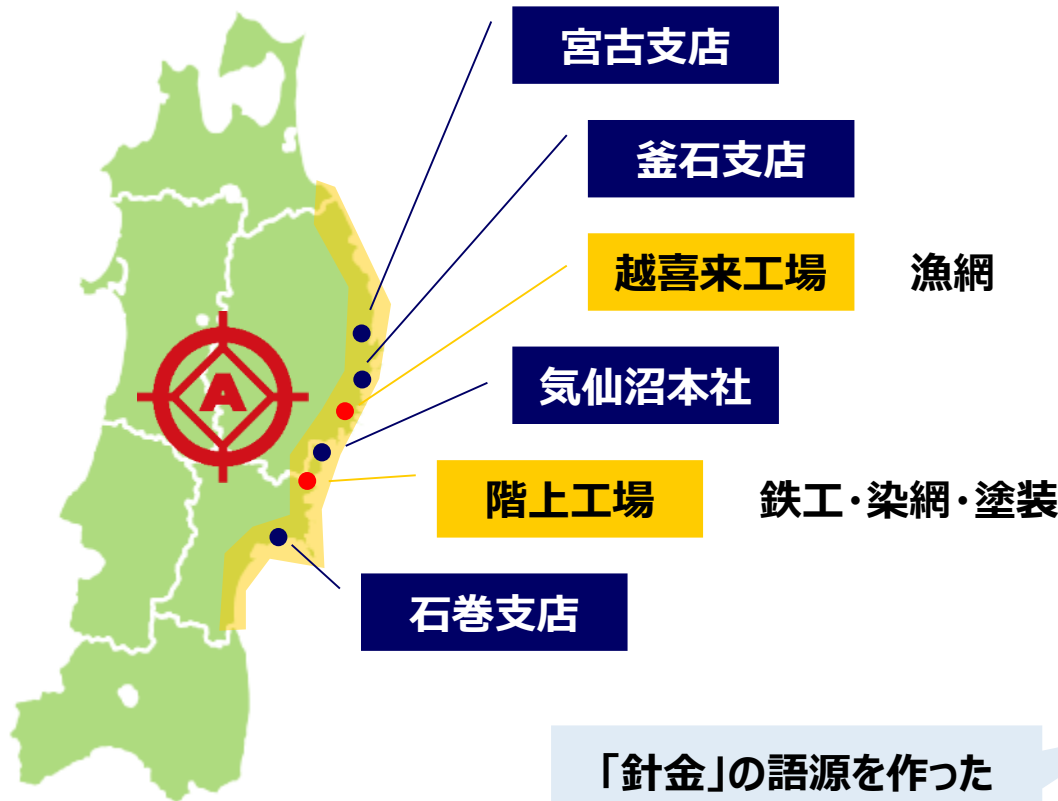 宮古支店
釜石支店
越喜来工場 漁網
A
気仙沼本社
階上工場 鉄工・染網・塗装
石巻支店
「針金」の語源を作った